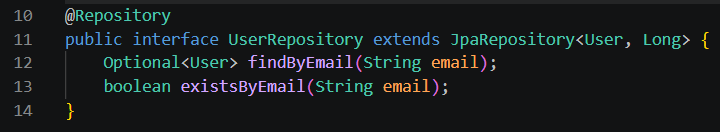 10 @Repository
11 public interface UserRepository extends JpaRepository<User, Long> {
12     Optional<User> findByEmail(String email);
13     boolean existsByEmail(String email);
14 }